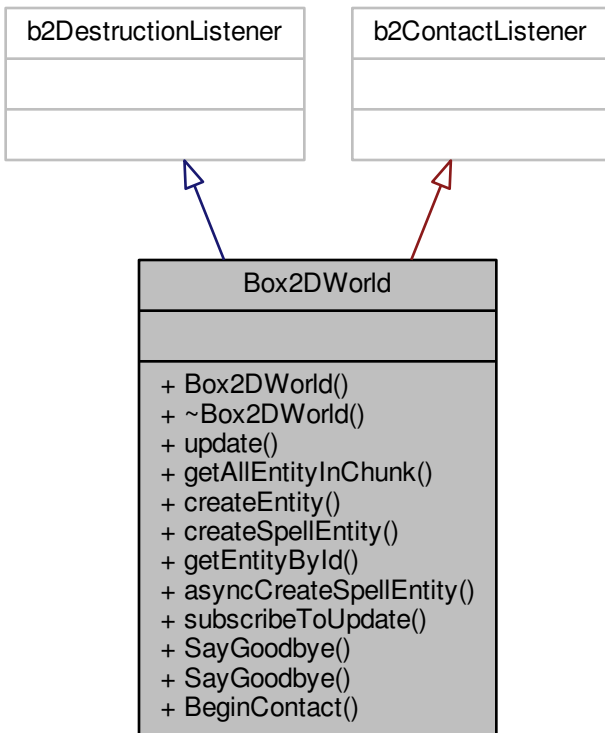 b2DestructionListener
b2ContactListener
Box2DWorld
+ Box2DWorld()
+ ~Box2DWorld()
+ update()
+ getAllEntityInChunk()
+ createEntity()
+ createSpellEntity()
+ getEntityById()
+ asyncCreateSpellEntity()
+ subscribeToUpdate()
+ SayGoodbye()
+ SayGoodbye()
+ BeginContact()